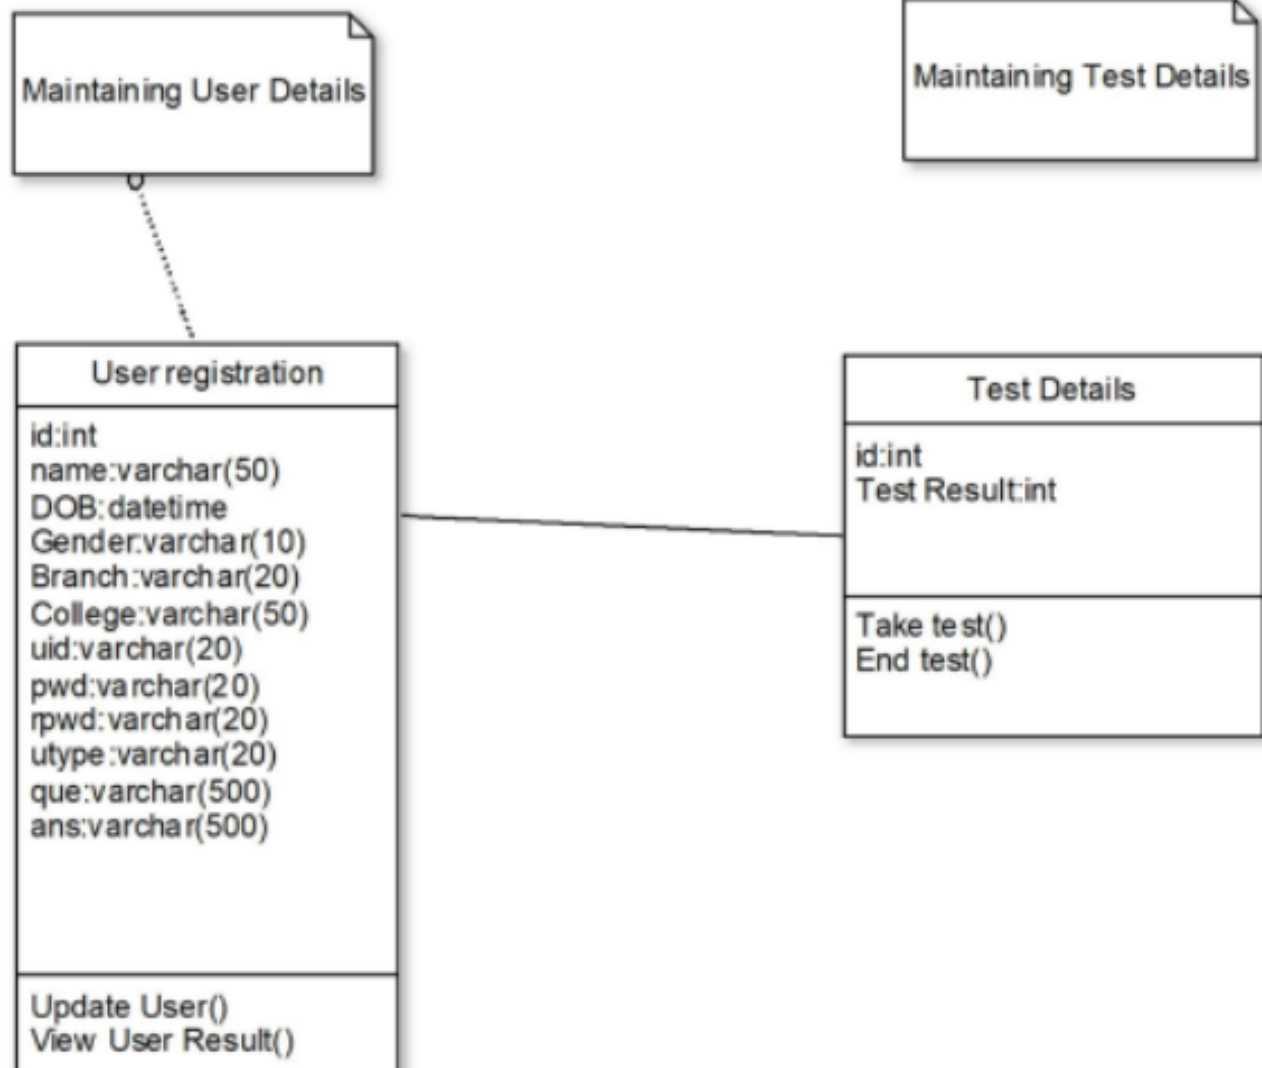 Maintaining User Details
Maintaining Test Details
User registration
id:int
name:varchar(50)
DOB:datetime
Gender:varchar(10)
Branch:varchar(20)
College:varchar(50)
uid:varchar(20)
pwd:varchar(20)
rpwd:varchar(20)
utype:varchar(20)
que:varchar(500)
ans:varchar(500)
Update User()
View User Result()
Test Details
id:int
Test Result:int
Take test()
End test()